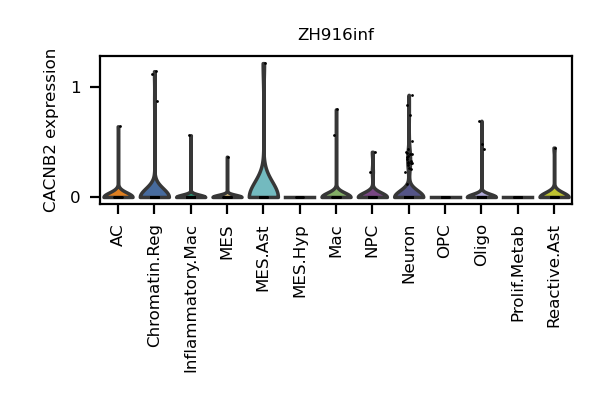 ZH916inf
CACNB2 expression
1
0
AC
Chromatin.Reg
Inflammatory.Mac
MES
MES.Ast
MES.Hyp
Mac
NPC
Neuron
OPC
Oligo
Prolif.Metab
Reactive.Ast